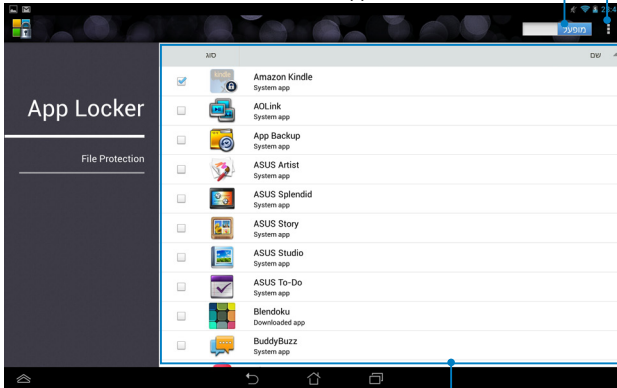 מופעל
שם
סוג
App Locker
File Protection
Amazon Kindle
System app
AOLink
System app
App Backup
System app
ASUS Artist
System app
ASUS Splendid
System app
ASUS Story
System app
ASUS Studio
System app
ASUS To-Do
System app
Blendoku
Downloaded app
BuddyBuzz
System app